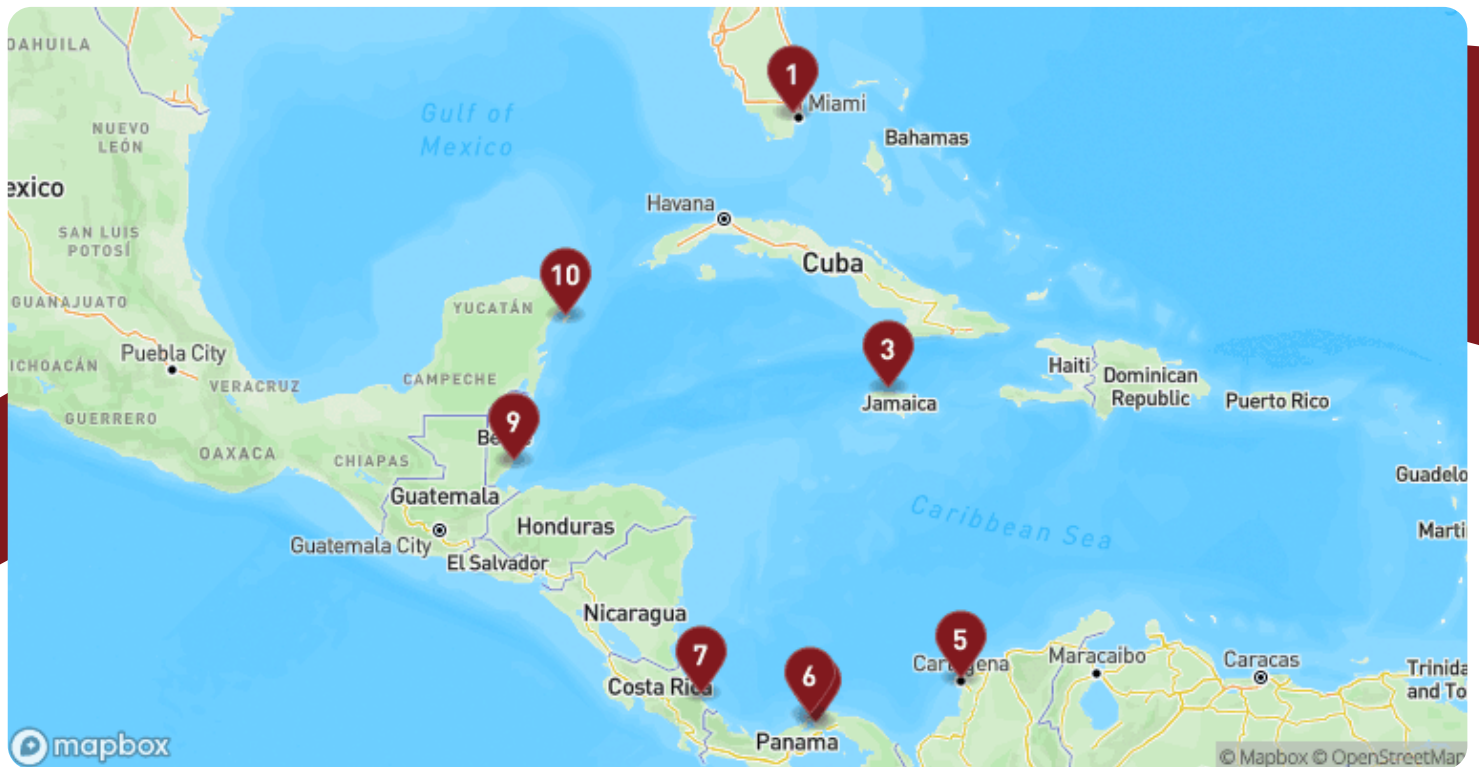 OAHUILA
1
Miami
Gulf of
Mexico
NUEVO
LEÓN
Bahamas
exico
Havana
SAN LUIS
POTOSÍ
Cuba
10
GUANAJUATO
YUCATÁN
3
Puebla City
ICHOACÁN
Haiti
Dominican
Republic
CAMPECHE
VERACRUZ
Jamaica
Puerto Rico
GUERRERO
9
Be
OAXACA
CHIAPAS
Guadelo
Guatemala
Caribbean Sea
Honduras
Marti
Guatemala City
El Salvador
Nicaragua
5
7
Cartagena
Maracaibo
Caracas
6
Costa Rica
Trinida
and To
Panama
mapbox
© Mapbox © OpenStreetMap